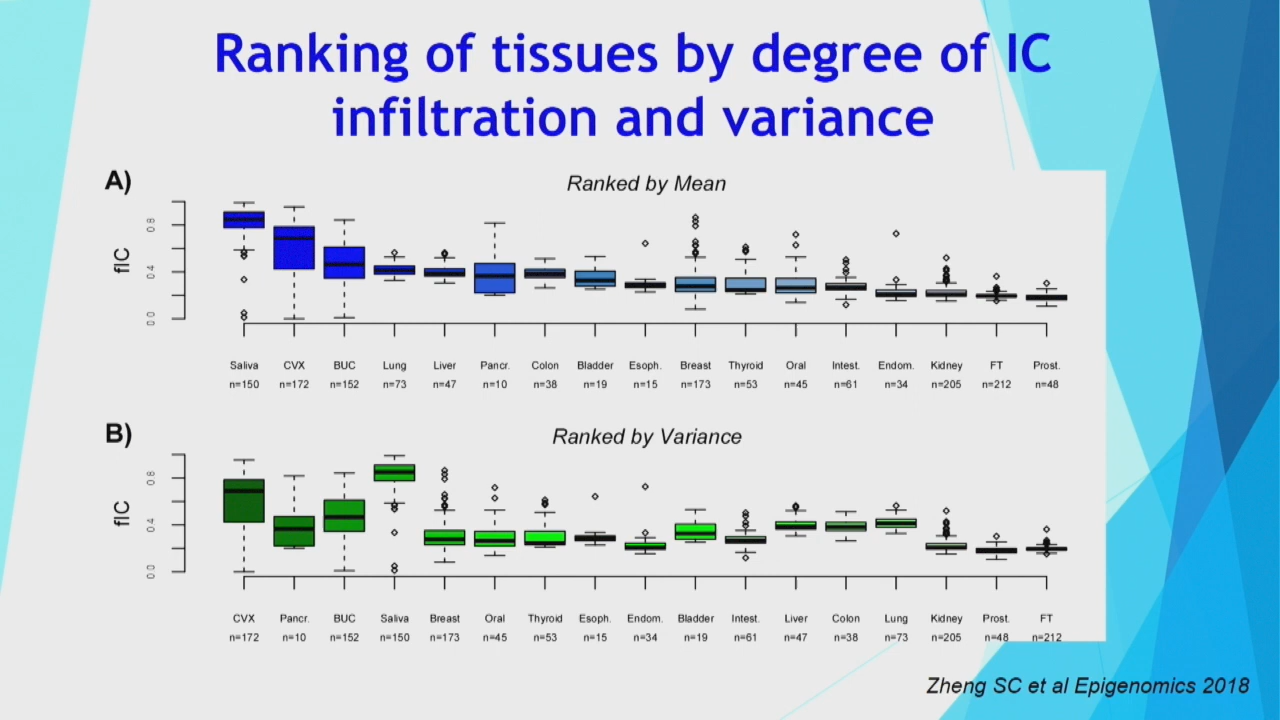 Ranking of tissues by degree of IC
infiltration and variance
A)
Ranked by Mean
fIC
0.8
0.4
0.0
Saliva CVX BUC Lung Liver Pancr. Colon Bladder Esoph. Breast Thyroid Oral Intest. Endom. Kidney FT Prost.
n=150 n=172 n=152 n=73 n=47 n=10 n=38 n=19 n=15 n=173 n=53 n=45 n=61 n=34 n=205 n=212 n=48
B)
Ranked by Variance
fIC
0.8
0.4
0.0
CVX Pancr. BUC Saliva Breast Oral Thyroid Esoph. Endom. Bladder Intest. Liver Colon Lung Kidney Prost. FT
n=172 n=10 n=152 n=150 n=173 n=45 n=53 n=15 n=34 n=19 n=61 n=47 n=38 n=73 n=205 n=48 n=212
Zheng SC et al Epigenomics 2018